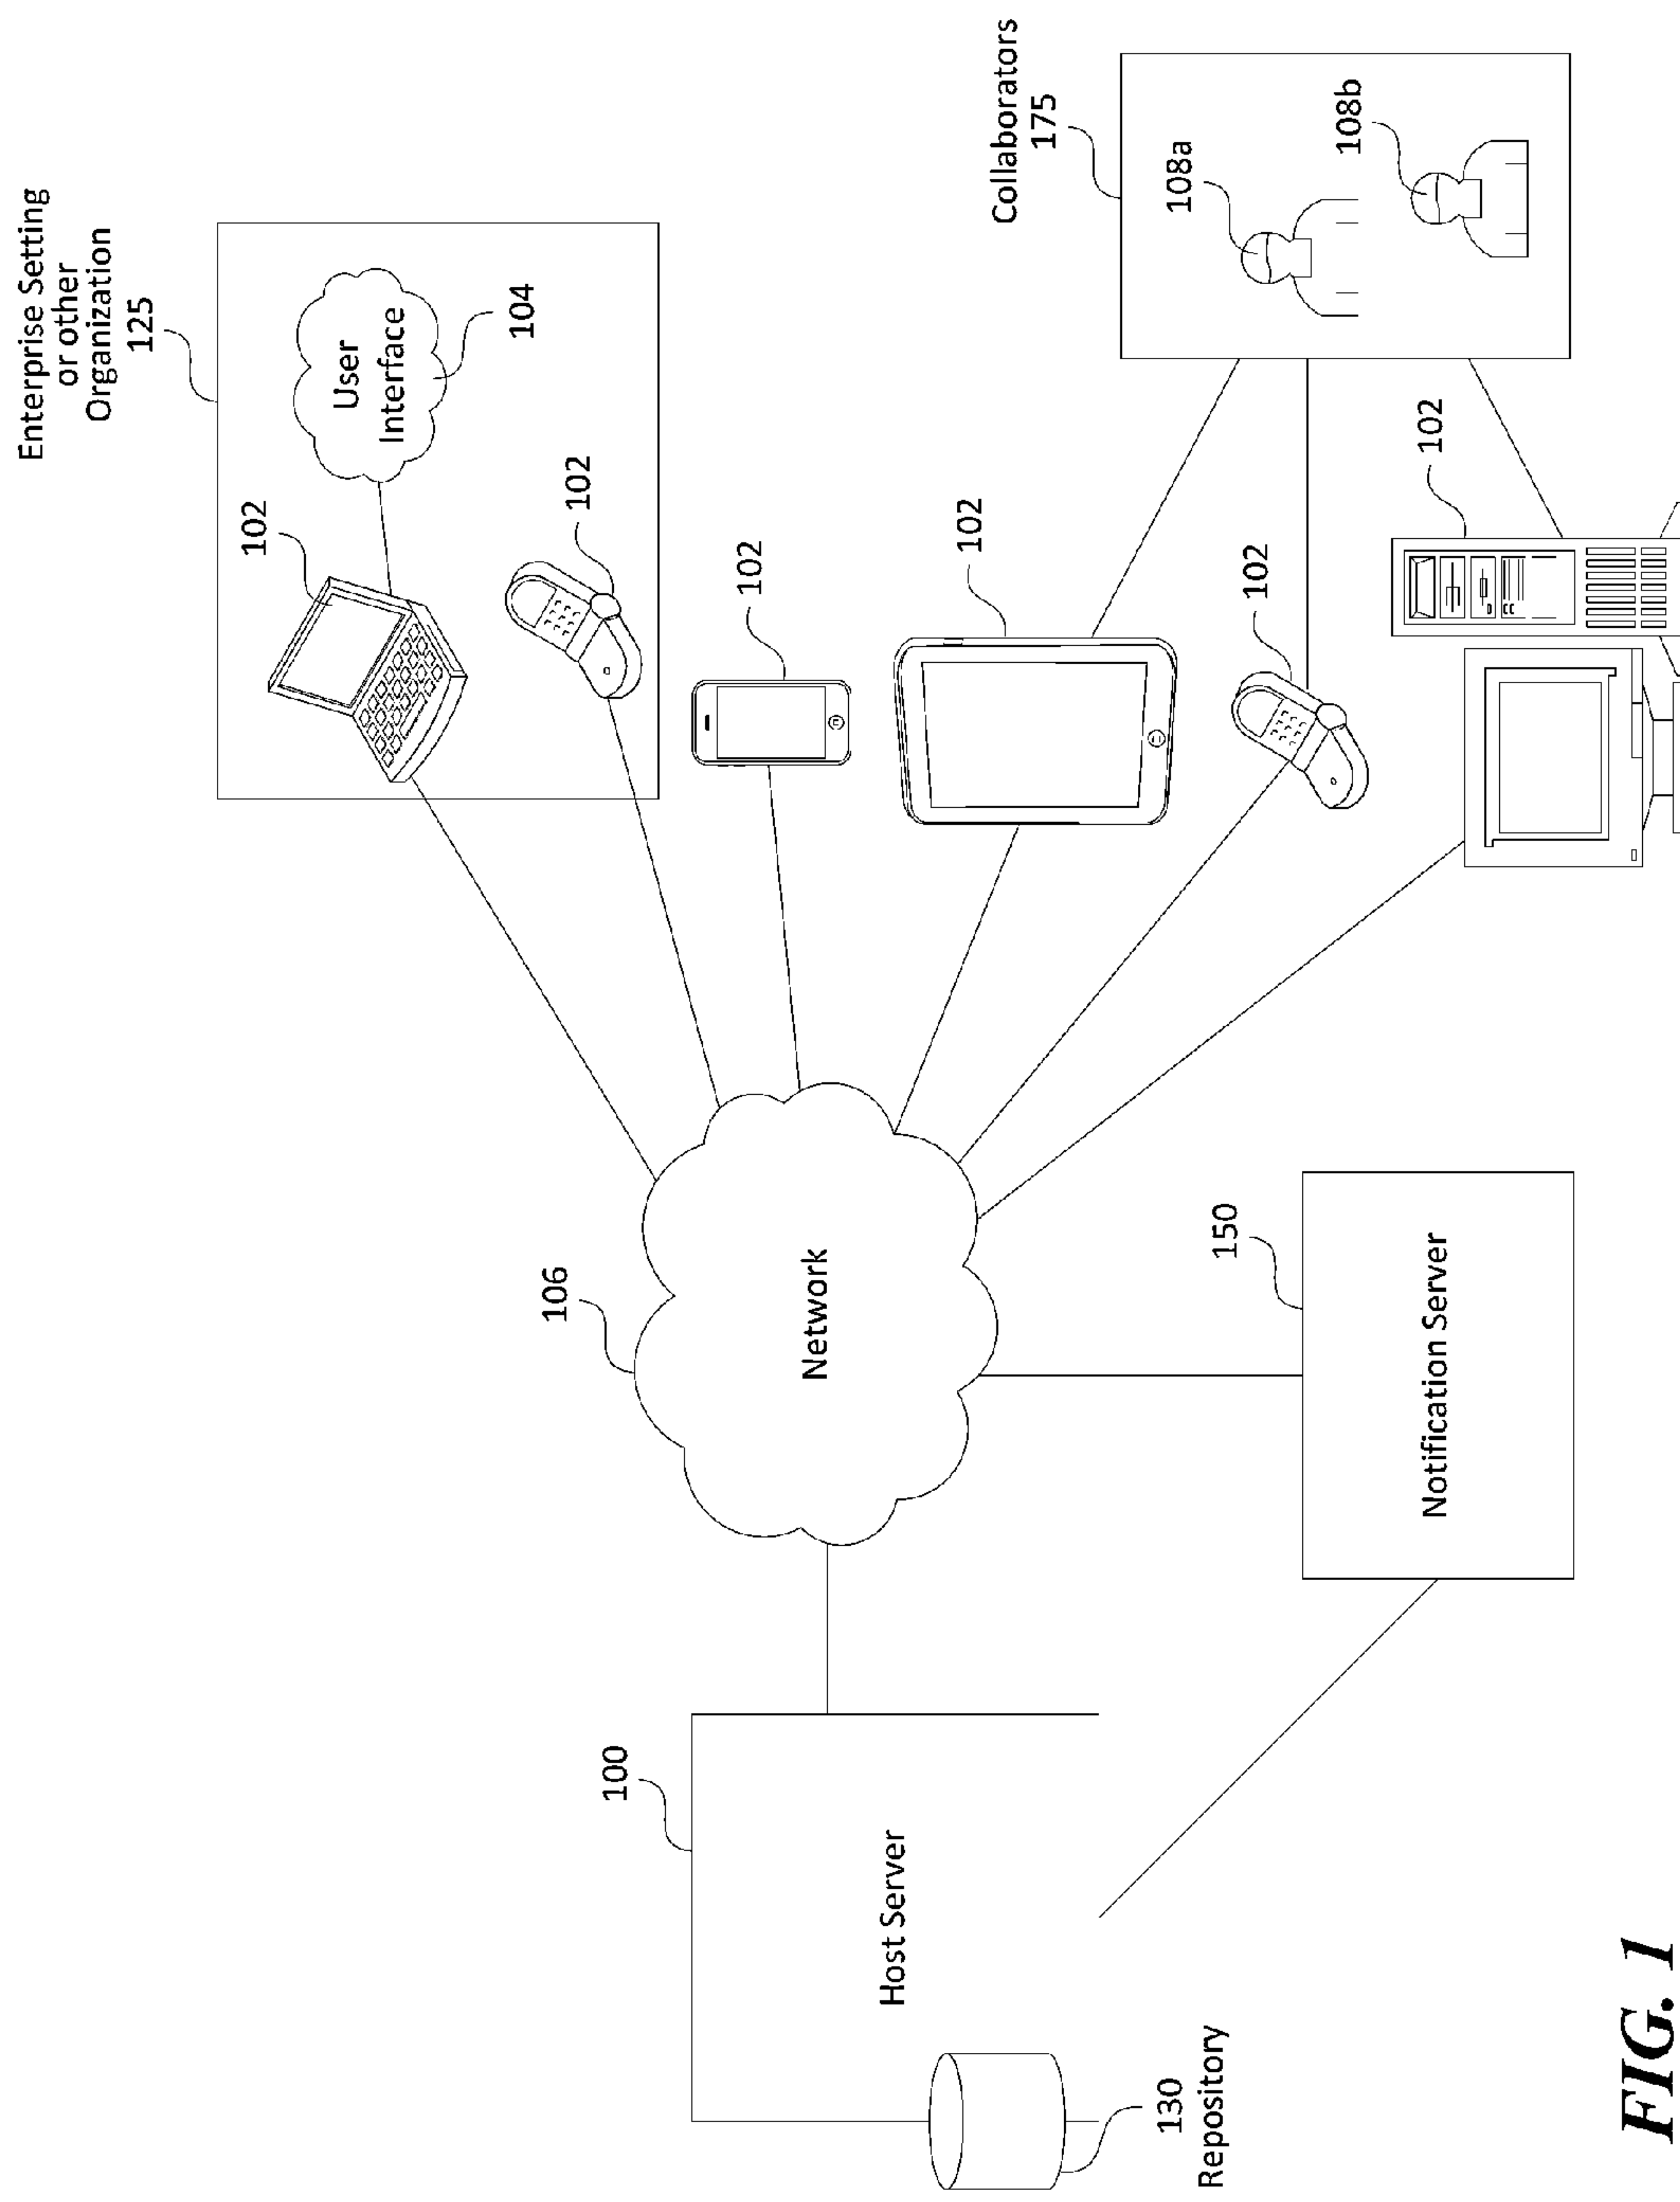 Enterprise Setting
or other
Organization
125
102
User
Interface
104
102
102
102
102
102
Collaborators
175
108a
108b
106
Network
150
Notification Server
100
Host Server
130
Repository
FIG. 1